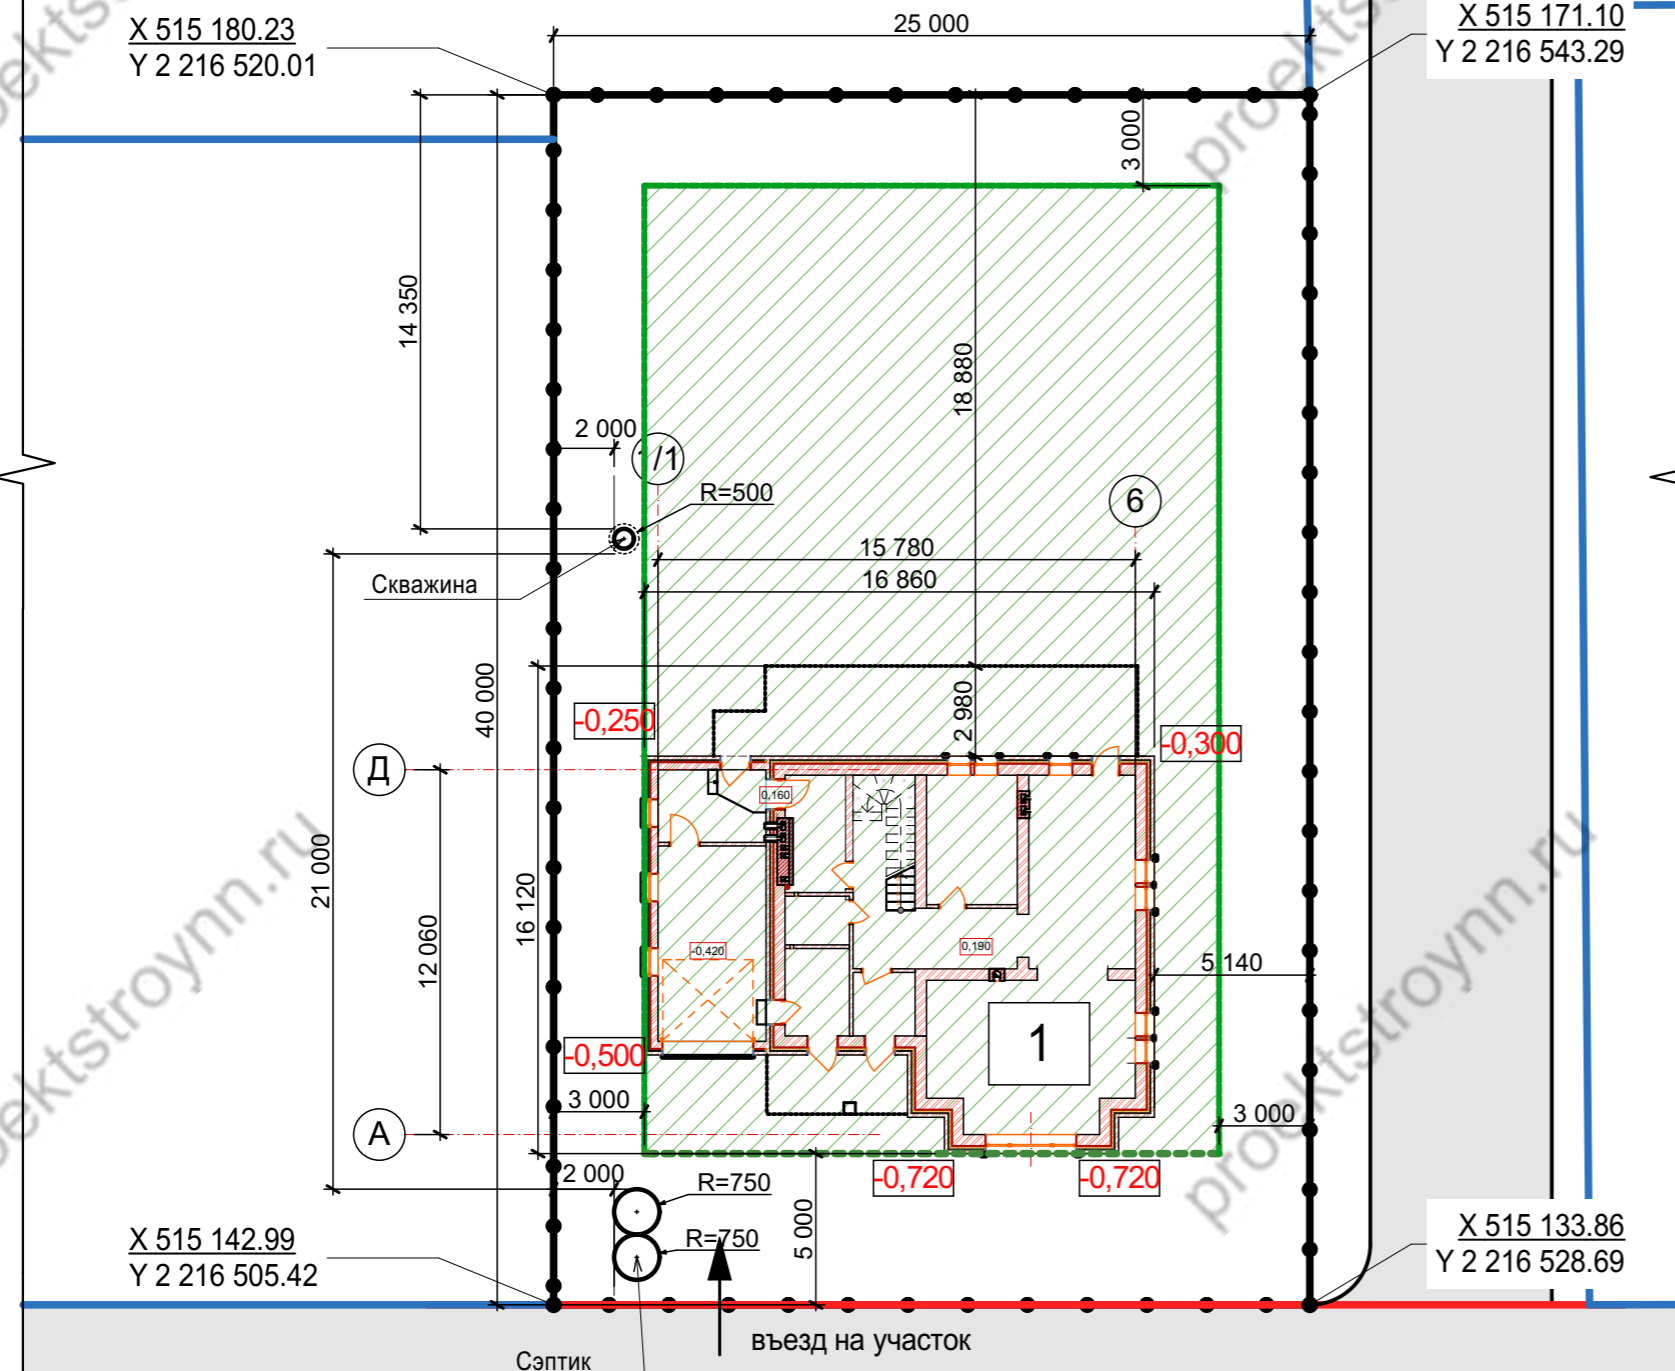 X 515 180.23
Y 2 216 520.01
25 000
X 515 171.10
Y 2 216 543.29
3 000
14 350
18 880
2 000
1/1
R=500
6
15 780
16 860
Скважина
40 000
-0,250
2 980
-0,300
Д
0,160
21 000
16 120
12 060
-0,420
0,190
5 140
1
-0,500
3 000
3 000
А
2 000
R=750
-0,720
-0,720
R=750
5 000
X 515 142.99
Y 2 216 505.42
X 515 133.86
Y 2 216 528.69
въезд на участок
Сэптик
proektstroynn.ru
proektstroynn.ru